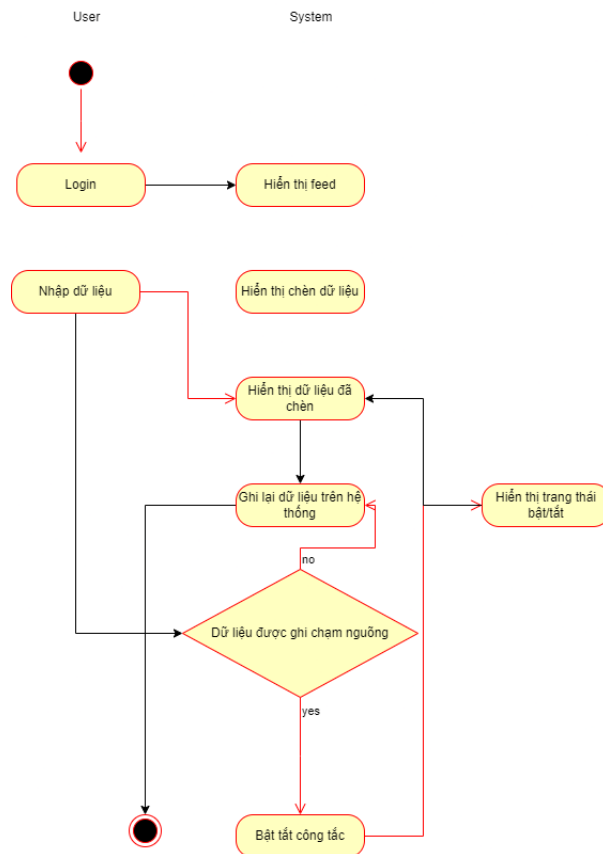 User
System
Login
Hiển thị feed
Nhập dữ liệu
Hiển thị chèn dữ liệu
Hiển thị dữ liệu đã
chèn
Ghi lại dữ liệu trên hệ
thống
Hiển thị trang thái
bật/tắt
no
Dữ liệu được ghi chạm nguõng
yes
Bật tắt công tắc